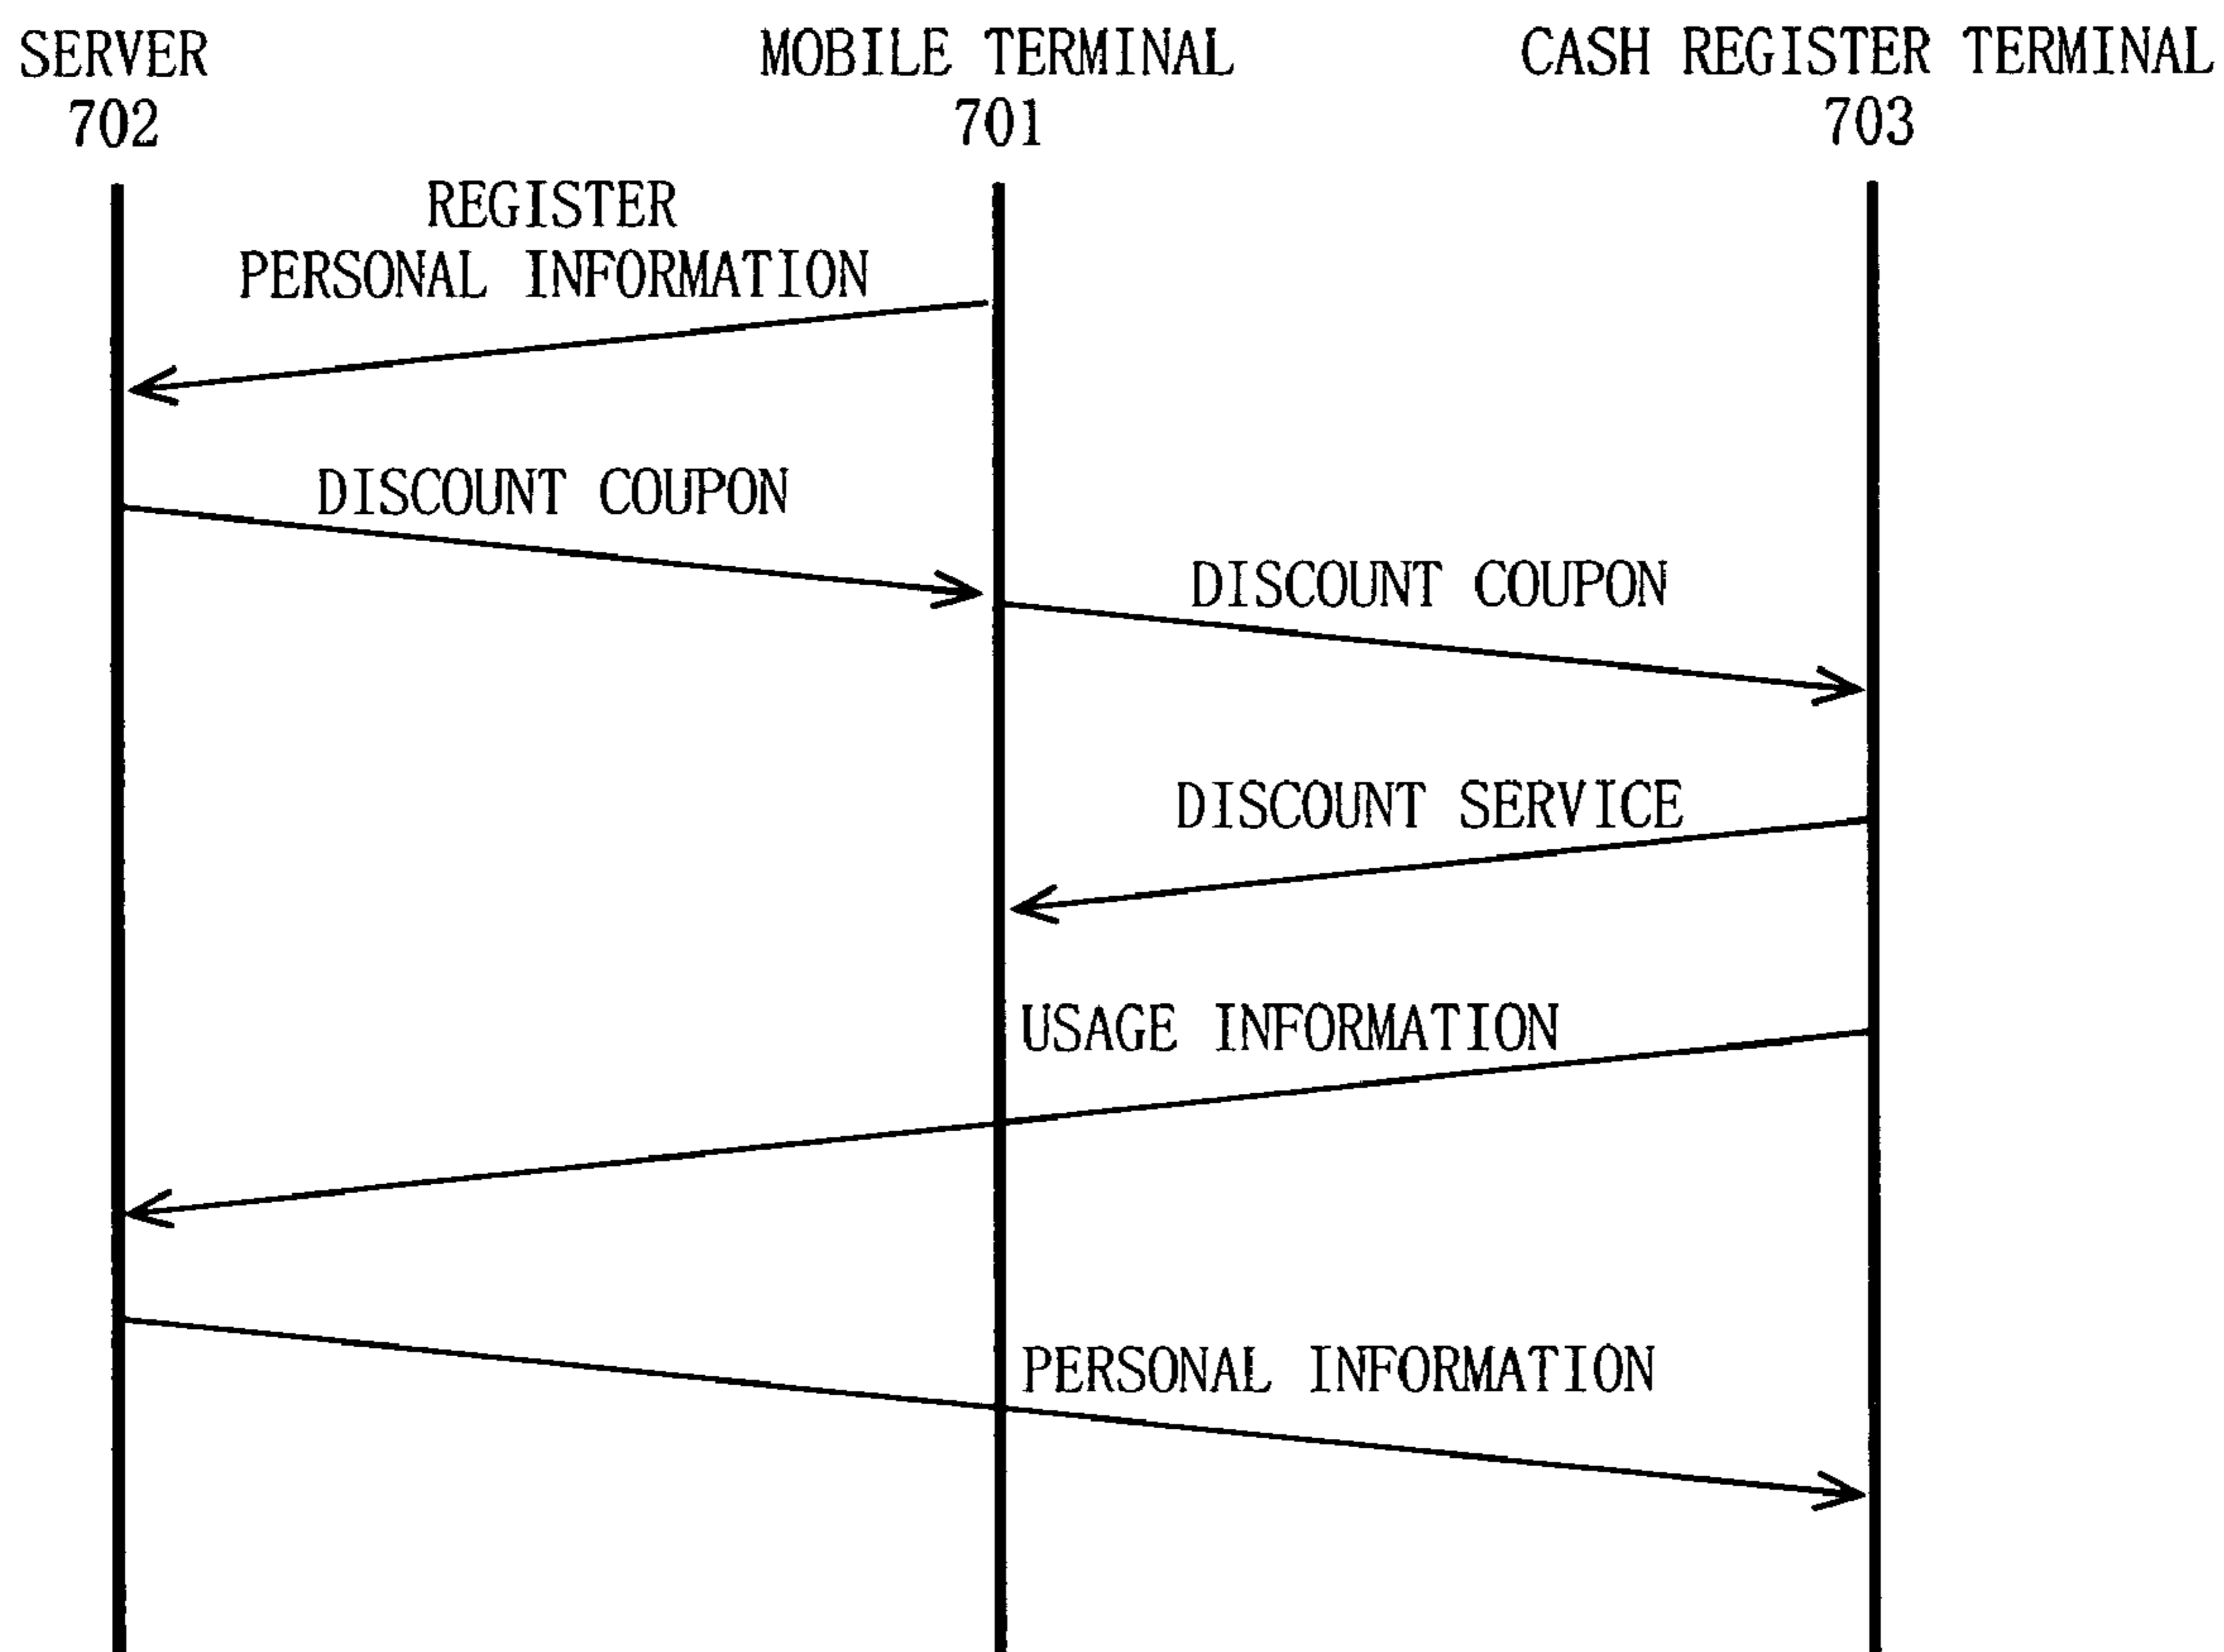 SERVER
702
MOBILE TERMINAL
701
CASH REGISTER TERMINAL
703
REGISTER
PERSONAL INFORMATION
DISCOUNT COUPON
DISCOUNT COUPON
DISCOUNT SERVICE
USAGE INFORMATION
PERSONAL INFORMATION